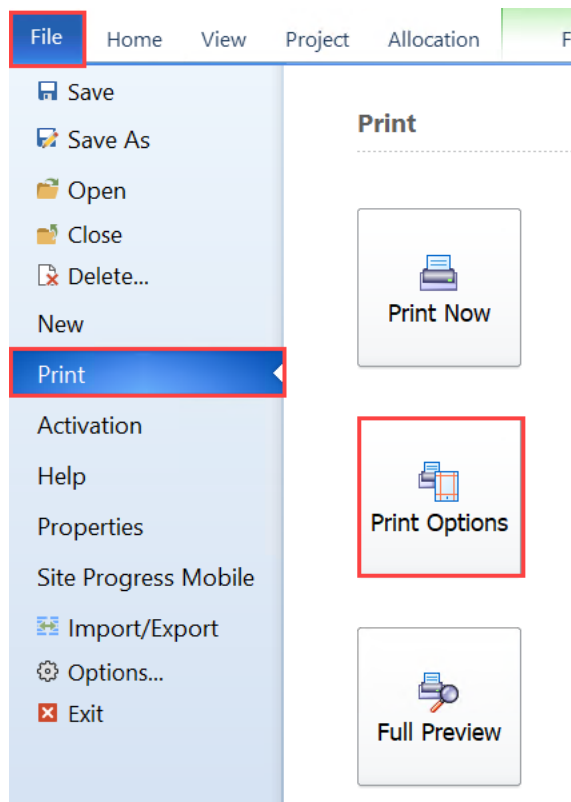 File Home View Project Allocation F
Save
Print
Save As
Open
Close
Delete...
Print Now
New
Print
Activation
Help
Print Options
Properties
Site Progress Mobile
Import/Export
Options...
Exit
Full Preview